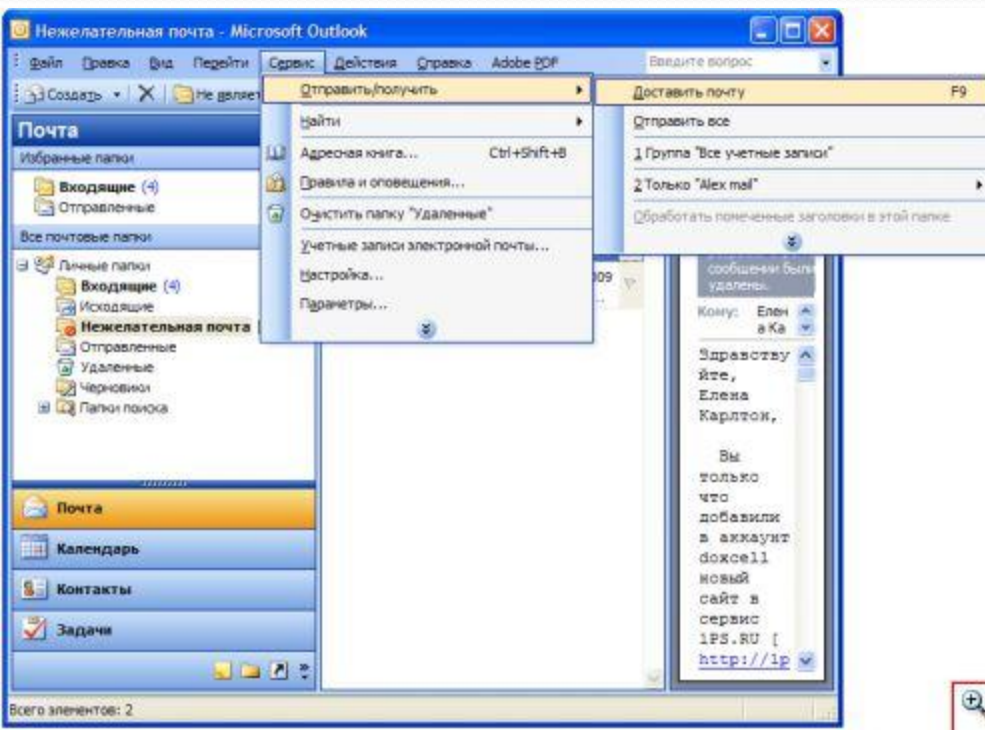 Нежелательная почта - Microsoft Outlook
Файл Правка Вид Перейти Сервис Действия Справка Adobe PDF Введите вопрос
Создать Не являет
Отправить/получить
Найти
Адресная книга... Ctrl+Shift+B
Правила и оповещения...
Очистить папку "Удаленные"
Учетные записи электронной почты...
Настройка...
Параметры...
Доставить почту F9
Отправить все
1 Группа "Все учетные записи"
2 Только "Alex mail"
Обработать помеченные заголовки в этой папке
Почта
Избранные папки
Входящие (4)
Отправленные
Все почтовые папки
Личные папки
Входящие (4)
Исходящие
Нежелательная почта
Отправленные
Удаленные
Черновики
Папки поиска
Почта
Календарь
Контакты
Задачи
Всего элементов: 2
009
сообщении были
удалены.
Кому: Елен
а Ка
Здравству
йте,
Елена
Карлтон,
Вы
только
что
добавили
в аккаунт
doxcell
новый
сайт в
сервис
1PS.RU [
http://1p